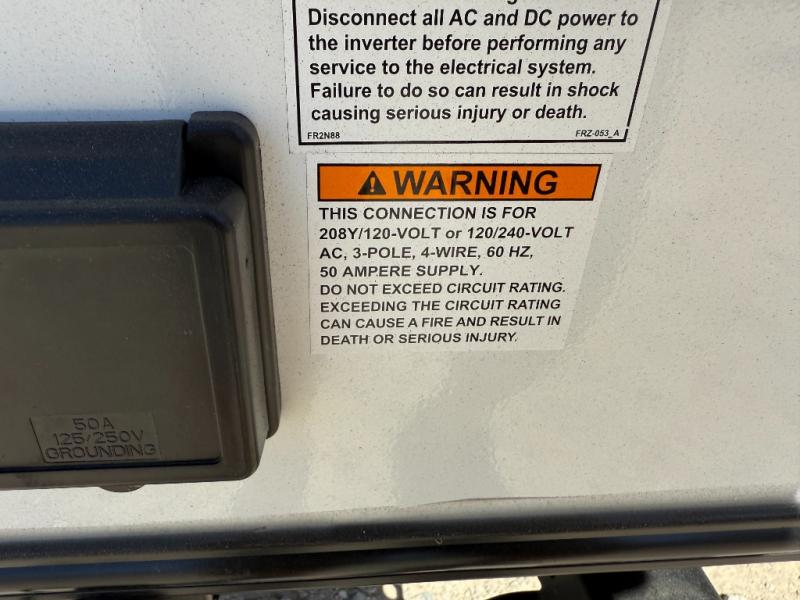 Disconnect all AC and DC power to
the inverter before performing any
service to the electrical system.
Failure to do so can result in shock
causing serious injury or death.
FR2N88 FRZ-053_A
WARNING
THIS CONNECTION IS FOR
208Y/120-VOLT or 120/240-VOLT
AC, 3-POLE, 4-WIRE, 60 HZ,
50 AMPERE SUPPLY.
DO NOT EXCEED CIRCUIT RATING.
EXCEEDING THE CIRCUIT RATING
CAN CAUSE A FIRE AND RESULT IN
DEATH OR SERIOUS INJURY.
50A
125/250V
GROUNDING